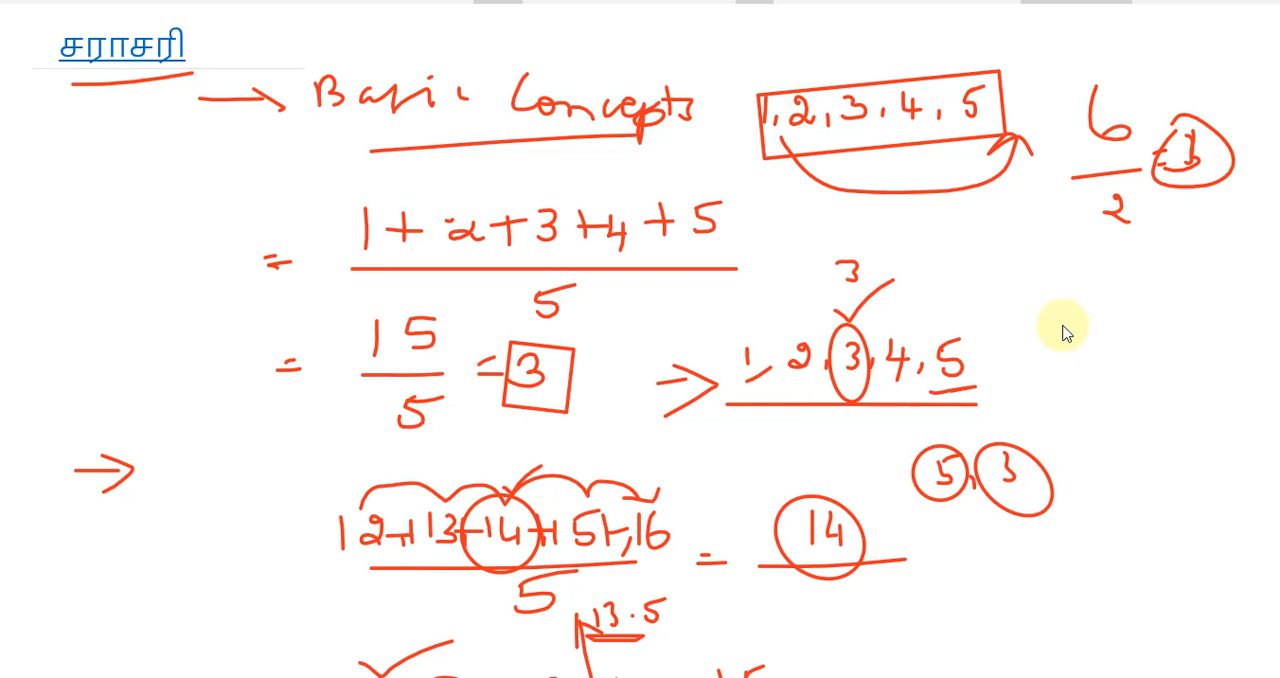 சராசரி
→ Basic Concepts 1, 2, 3, 4, 5 6/2 = 3
= 1 + 2 + 3 + 4 + 5 / 5
= 15/5 = 3 → 1, 2, 3, 4, 5
3
5, 3
→ 12 + 13 + 14 + 15 +, 16 / 5 = 14
13.5